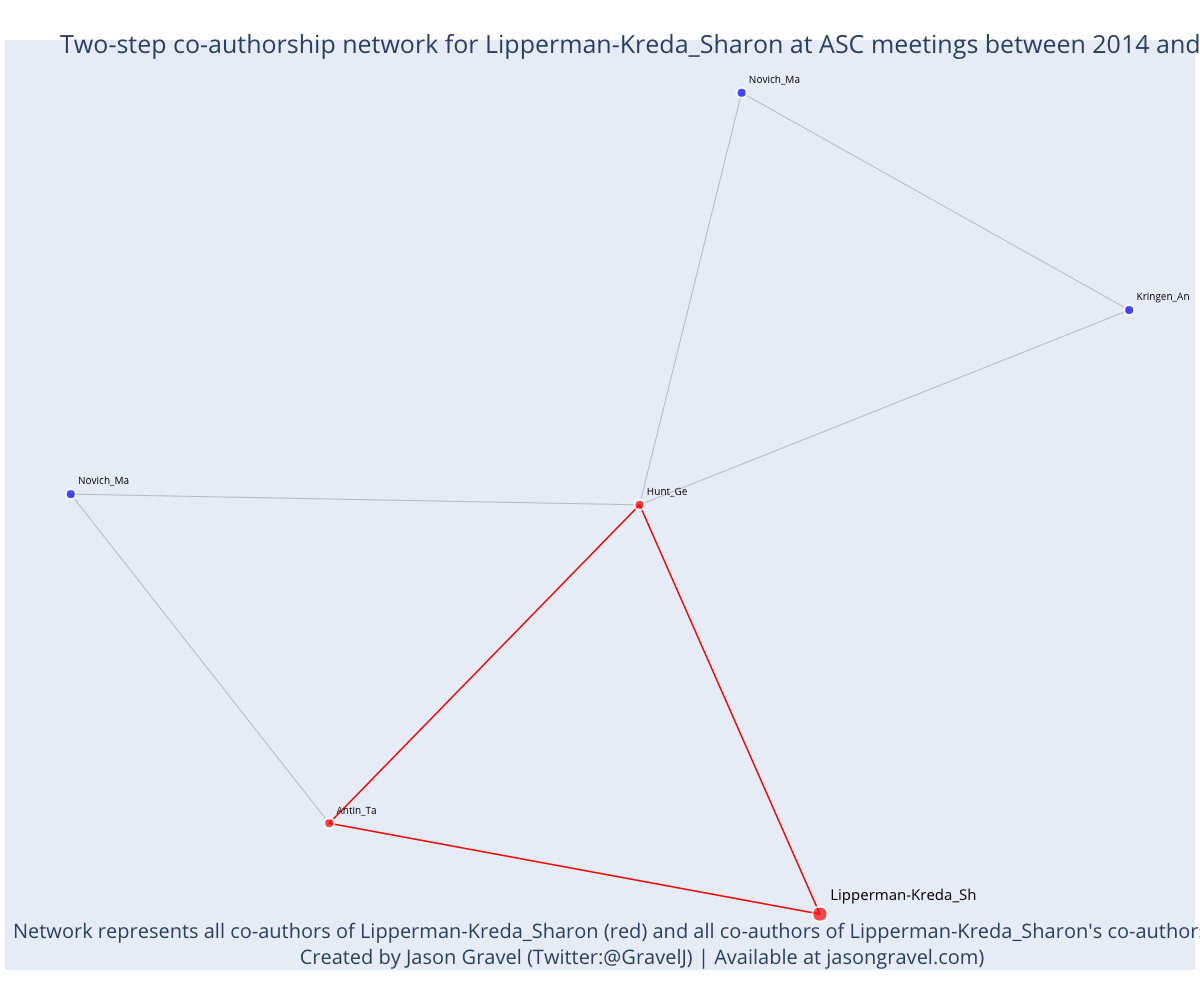 Two-step co-authorship network for Lipperman-Kreda_Sharon at ASC meetings between 2014 and
Novich_Ma
Kringen_An
Novich_Ma
Hunt_Ge
Antin_Ta
Lipperman-Kreda_Sh
Network represents all co-authors of Lipperman-Kreda_Sharon (red) and all co-authors of Lipperman-Kreda_Sharon's co-authors
Created by Jason Gravel (Twitter:@GravelJ) | Available at jasongravel.com)